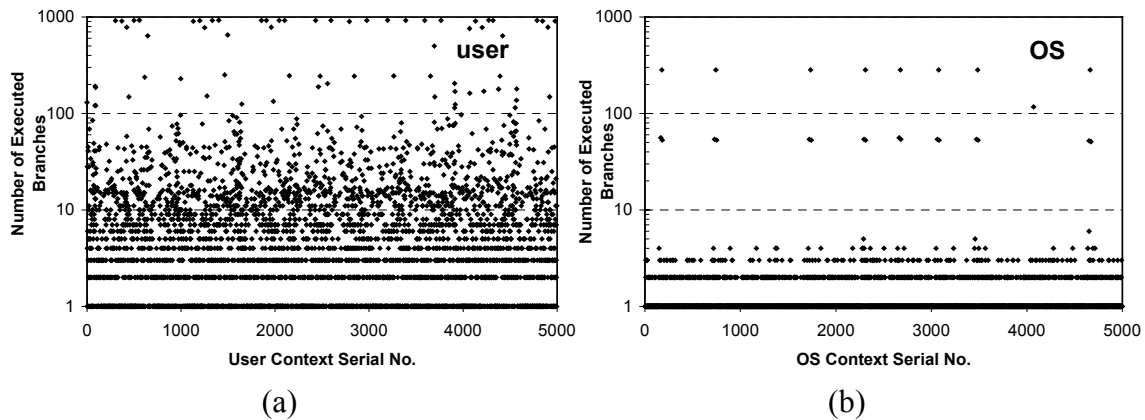 1000
user
100
10
1
0
1000
2000
3000
4000
5000
Number of Executed
Branches
User Context Serial No.
(a)
1000
OS
100
10
1
0
1000
2000
3000
4000
5000
Number of Executed
Branches
OS Context Serial No.
(b)